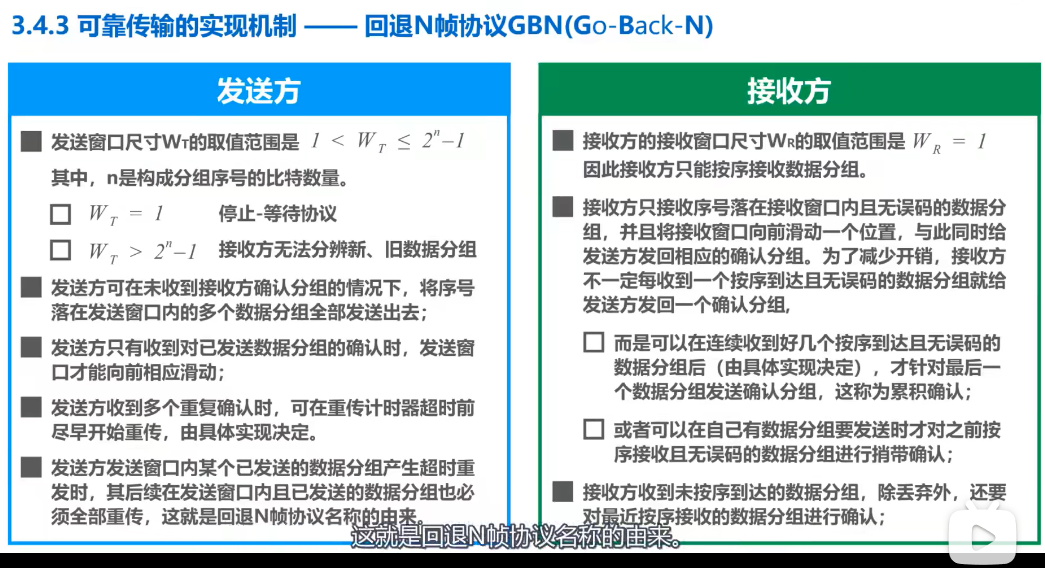 3.4.3 可靠传输的实现机制 —— 回退N帧协议GBN(Go-Back-N)
发送方
发送窗口尺寸WT的取值范围是 1 < WT ≤ 2^n–1
其中，n是构成分组序号的比特数量。
WT = 1 停止-等待协议
WT > 2^n–1 接收方无法分辨新、旧数据分组
发送方可在未收到接收方确认分组的情况下，将序号
落在发送窗口内的多个数据分组全部发送出去；
发送方只有收到对已发送数据分组的确认时，发送窗
口才能向前相应滑动；
发送方收到多个重复确认时，可在重传计时器超时前
尽早开始重传，由具体实现决定。
发送方发送窗口内某个已发送的数据分组产生超时重
发时，其后续在发送窗口内且已发送的数据分组也必
须全部重传，这就是回退N帧协议名称的由来。
接收方
接收方的接收窗口尺寸WR的取值范围是 WR = 1
因此接收方只能按序接收数据分组。
接收方只接收序号落在接收窗口内且无误码的数据分
组，并且将接收窗口向前滑动一个位置，与此同时给
发送方发回相应的确认分组。为了减少开销，接收方
不一定每收到一个按序到达且无误码的数据分组就给
发送方发回一个确认分组,
而是可以在连续收到好几个按序到达且无误码的
数据分组后（由具体实现决定），才针对最后一
个数据分组发送确认分组，这称为累积确认；
或者可以在自己有数据分组要发送时才对之前按
序接收且无误码的数据分组进行捎带确认；
接收方收到未按序到达的数据分组，除丢弃外，还要
对最近按序接收的数据分组进行确认；
这就是回退N帧协议名称的由来。